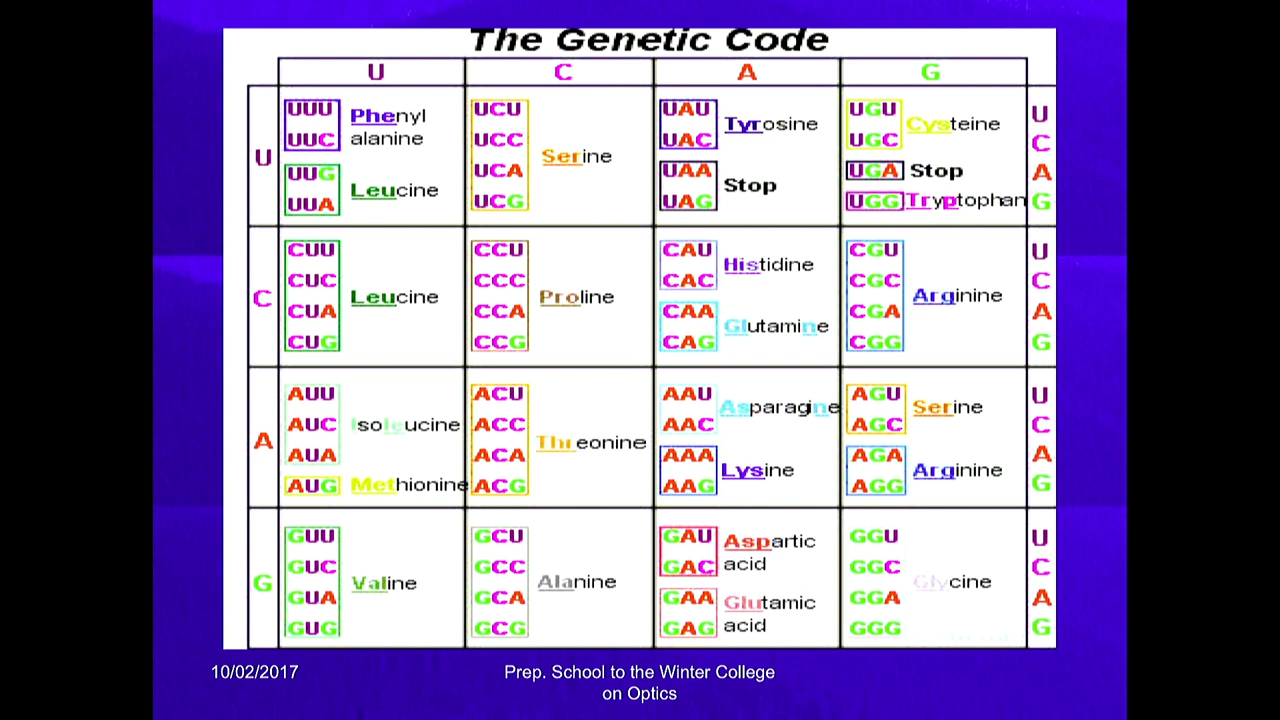 The Genetic Code
U C A G
U
UUU Phenyl
UUC alanine
UUG Leucine
UUA
UCU
UCC
UCA Serine
UCG
UAU Tyrosine
UAC
UAA Stop
UAG
UGU Cysteine
UGC
UGA Stop
UGG Tryptophan
U
C
A
G
C
CUU
CUC
CUA Leucine
CUG
CCU
CCC
CCA Proline
CCG
CAU Histidine
CAC
CAA Glutamine
CAG
CGU
CGC
CGA Arginine
CGG
U
C
A
G
A
AUU
AUC Isoleucine
AUA
AUG Methionine
ACU
ACC
ACA Threonine
ACG
AAU Asparagine
AAC
AAA Lysine
AAG
AGU Serine
AGC
AGA Arginine
AGG
U
C
A
G
G
GUU
GUC
GUA Valine
GUG
GCU
GCC
GCA Alanine
GCG
GAU Aspartic
GAC acid
GAA Glutamic
GAG acid
GGU
GGC
GGA Glycine
GGG
U
C
A
G
10/02/2017
Prep. School to the Winter College
on Optics